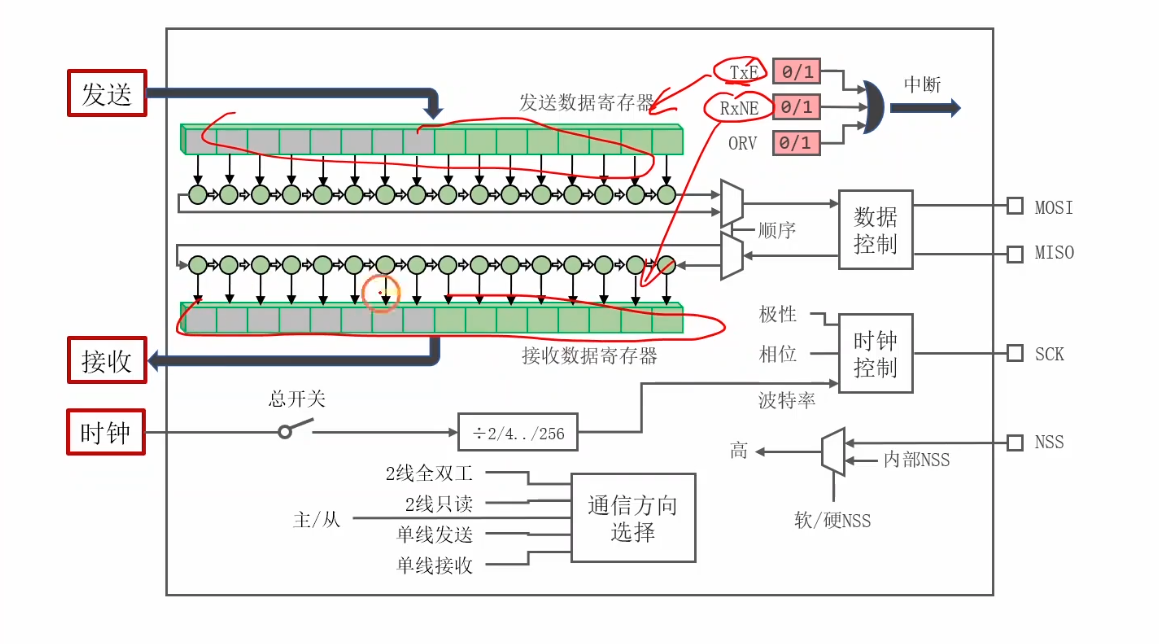 发送
发送数据寄存器
TxE
0/1
中断
RxNE
0/1
ORV
0/1
顺序
数据
控制
MOSI
MISO
接收
接收数据寄存器
极性
相位
波特率
时钟
控制
SCK
时钟
总开关
÷2/4../256
高
内部NSS
NSS
软/硬NSS
2线全双工
2线只读
主/从
单线发送
单线接收
通信方向
选择